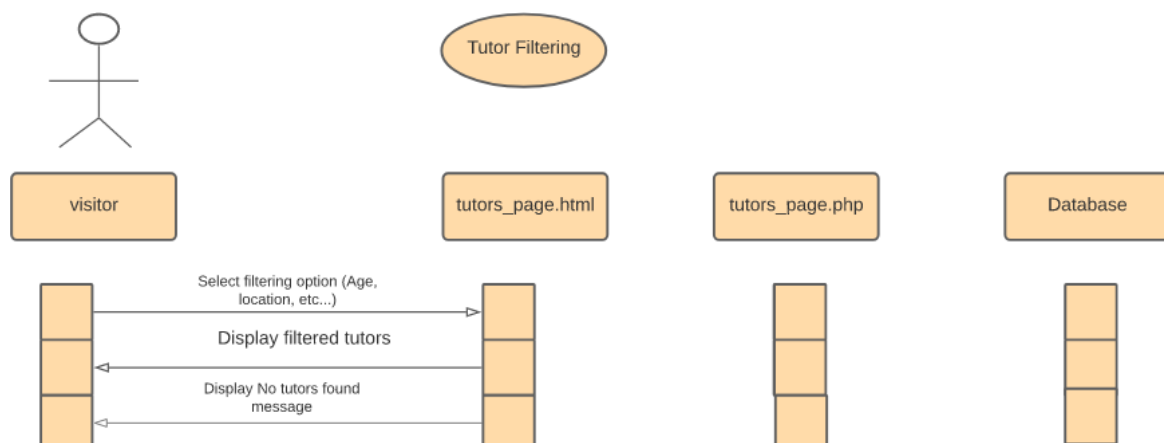 Tutor Filtering
visitor
tutors_page.html
tutors_page.php
Database
Select filtering option (Age,
location, etc...)
Display filtered tutors
Display No tutors found
message